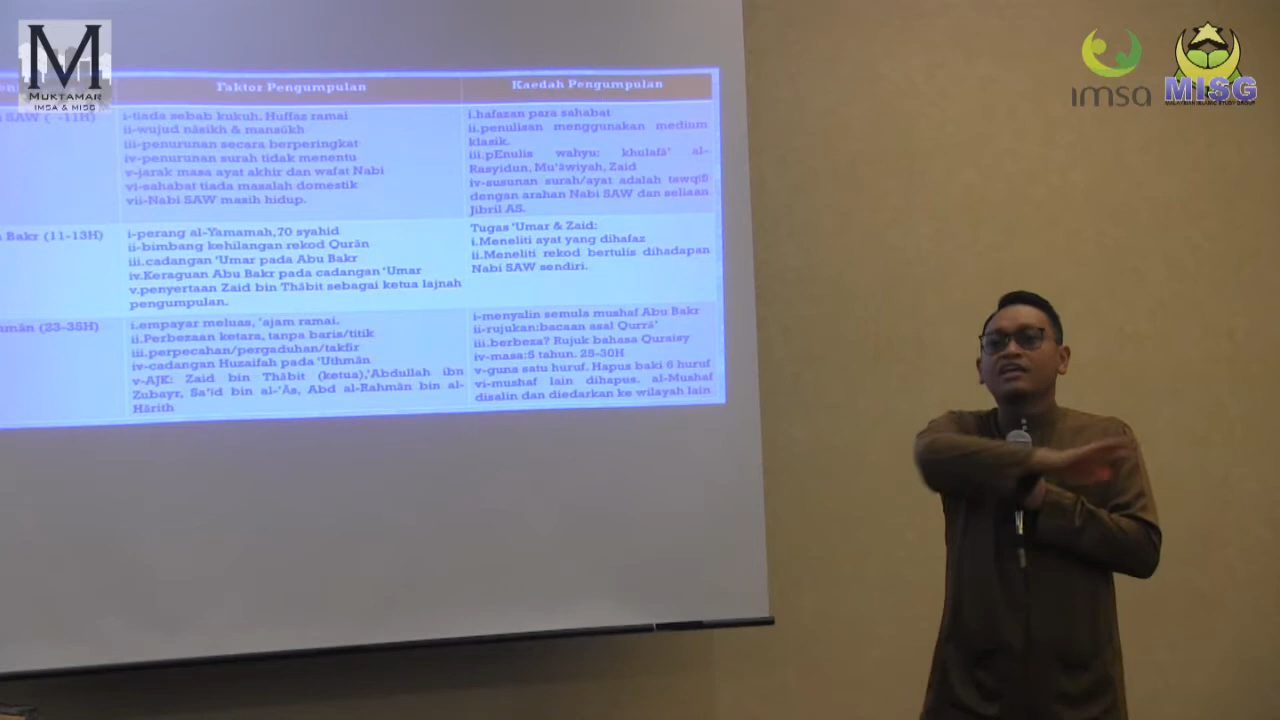 M
MUKTAMAR
IMSA & MISG
imsa
MISG
MALAYSIAN ISLAMIC STUDY GROUP
Faktor Pengumpulan
Kaedah Pengumpulan
SAW ( -11H)
i-tiada sebab kukuh. Huffaz ramai
ii-wujud nāsikh & mansūkh
iii-penurunan secara berperingkat
iv-penurunan surah tidak menentu
v-jarak masa ayat akhir dan wafat Nabi
vi-sahabat tiada masalah domestik
vii-Nabi SAW masih hidup.
i.hafazan para sahabat
ii.penulisan menggunakan medium
klasik.
iii.pEnulis wahyu: khulafā' al-
Rasyidun, Mu'āwiyah, Zaid
iv-susunan surah/ayat adalah tawqīfī
dengan arahan Nabi SAW dan seliaan
Jibril AS.
Bakr (11-13H)
i-perang al-Yamamah,70 syahid
ii-bimbang kehilangan rekod Qurān
iii.cadangan 'Umar pada Abu Bakr
iv.Keraguan Abu Bakr pada cadangan 'Umar
v.penyertaan Zaid bin Thābit sebagai ketua lajnah
pengumpulan.
Tugas 'Umar & Zaid:
i.Meneliti ayat yang dihafaz
ii.Meneliti rekod bertulis dihadapan
Nabi SAW sendiri.
hmān (23-35H)
i.empayar meluas, 'ajam ramai.
ii.Perbezaan ketara, tanpa baris/titik
iii.perpecahan/pergaduhan/takfir
iv-cadangan Huzaifah pada 'Uthmān
v-AJK: Zaid bin Thābit (ketua),'Abdullah ibn
Zubayr, Sa'īd bin al-'Ās, Abd al-Rahmān bin al-
Hārith
i-menyalin semula mushaf Abu Bakr
ii-rujukan:bacaan asal Qurrā'
iii.berbeza? Rujuk bahasa Quraisy
iv-masa:5 tahun. 25-30H
v-guna satu huruf. Hapus baki 6 huruf
vi-mushaf lain dihapus. al-Mushaf
disalin dan diedarkan ke wilayah lain